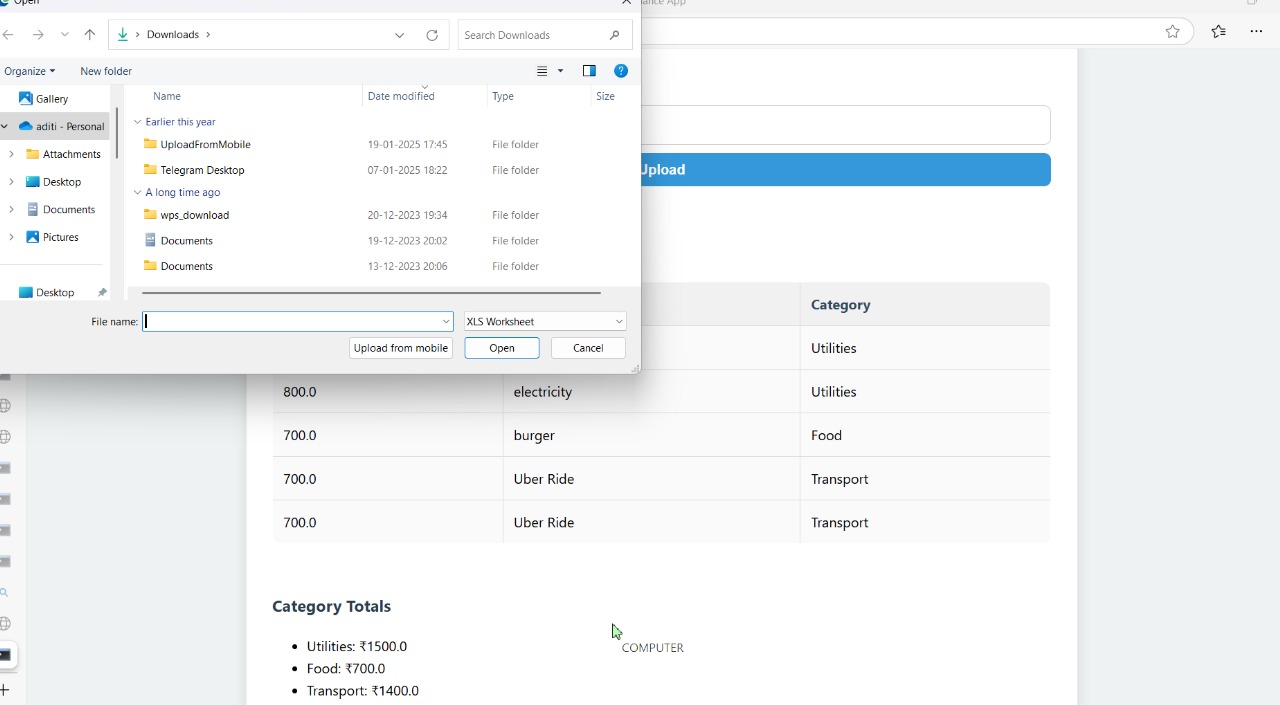 Open
Downloads
Search Downloads
Organize
New folder
Gallery
aditi - Personal
Attachments
Desktop
Documents
Pictures
Desktop
Name
Date modified
Type
Size
Earlier this year
UploadFromMobile 19-01-2025 17:45 File folder
Telegram Desktop 07-01-2025 18:22 File folder
A long time ago
wps_download 20-12-2023 19:34 File folder
Documents 19-12-2023 20:02 File folder
Documents 13-12-2023 20:06 File folder
File name:
XLS Worksheet
Upload from mobile
Open
Cancel
App
Upload
Category
Utilities
800.0 electricity Utilities
700.0 burger Food
700.0 Uber Ride Transport
700.0 Uber Ride Transport
Category Totals
• Utilities: ₹1500.0
• Food: ₹700.0
• Transport: ₹1400.0
COMPUTER